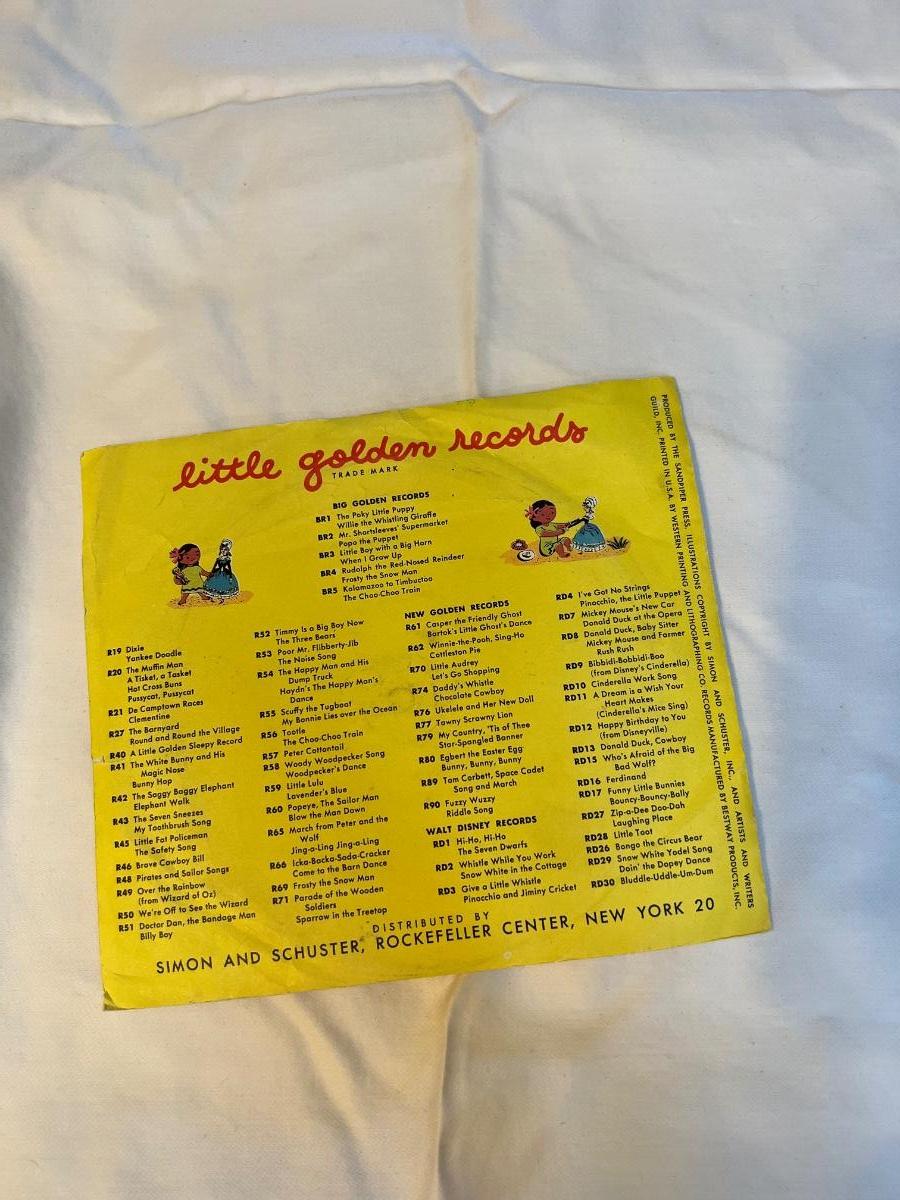 little golden records
TRADE MARK
BIG GOLDEN RECORDS
BR1 The Poky Little Puppy
Willie the Whistling Giraffe
BR2 Mr. Shortsleeves' Supermarket
Popo the Puppet
BR3 Little Boy with a Big Horn
When I Grow Up
BR4 Rudolph the Red-Nosed Reindeer
Frosty the Snow Man
BR5 Kalamazoo to Timbuctoo
The Choo-Choo Train
R19 Dixie
Yankee Doodle
R20 The Muffin Man
A Tisket, a Tasket
Hot Cross Buns
Pussycat, Pussycat
R21 De Camptown Races
Clementine
R27 The Barnyard
Round and Round the Village
R40 A Little Golden Sleepy Record
R41 The White Bunny and His
Magic Nose
Bunny Hop
R42 The Saggy Baggy Elephant
Elephant Walk
R43 The Seven Sneezes
My Toothbrush Song
R45 Little Fat Policeman
The Safety Song
R46 Brave Cowboy Bill
R48 Pirates and Sailor Songs
R49 Over the Rainbow
(from Wizard of Oz)
R50 We're Off to See the Wizard
R51 Doctor Dan, the Bandage Man
Billy Boy
R52 Timmy Is a Big Boy Now
The Three Bears
R53 Poor Mr. Flibberty-Jib
The Noise Song
R54 The Happy Man and His
Dump Truck
Haydn's The Happy Man's
Dance
R55 Scuffy the Tugboat
My Bonnie Lies over the Ocean
R56 Tootle
The Choo-Choo Train
R57 Peter Cottontail
R58 Woody Woodpecker Song
Woodpecker's Dance
R59 Little Lulu
Lavender's Blue
R60 Popeye, The Sailor Man
Blow the Man Down
R65 March from Peter and the
Wolf
Jing-a-Ling Jing-a-Ling
R66 Icka-Backa-Soda-Cracker
Come to the Barn Dance
R69 Frosty the Snow Man
R71 Parade of the Wooden
Soldiers
Sparrow in the Treetop
NEW GOLDEN RECORDS
R61 Casper the Friendly Ghost
Bartok's Little Ghost's Dance
R62 Winnie-the-Pooh, Sing-Ho
Cottleston Pie
R70 Little Audrey
Let's Go Shopping
R74 Daddy's Whistle
Chocolate Cowboy
R76 Ukelele and Her New Doll
R77 Tawny Scrawny Lion
R79 My Country, 'Tis of Thee
Star-Spangled Banner
R80 Egbert the Easter Egg
Bunny, Bunny, Bunny
R89 Tom Corbett, Space Cadet
Song and March
R90 Fuzzy Wuzzy
Riddle Song
WALT DISNEY RECORDS
RD1 Hi-Ho, Hi-Ho
The Seven Dwarfs
RD2 Whistle While You Work
Snow White in the Cottage
RD3 Give a Little Whistle
Pinocchio and Jiminy Cricket
RD4 I've Got No Strings
Pinocchio, the Little Puppet
RD7 Mickey Mouse's New Car
Donald Duck at the Opera
RD8 Donald Duck, Baby Sitter
Mickey Mouse and Farmer
Rush Rush
RD9 Bibbidi-Bobbidi-Boo
(from Disney's Cinderella)
RD10 Cinderella Work Song
RD11 A Dream is a Wish Your
Heart Makes
(Cinderella's Mice Sing)
RD12 Happy Birthday to You
(from Disneyville)
RD13 Donald Duck, Cowboy
RD15 Who's Afraid of the Big
Bad Wolf?
RD16 Ferdinand
RD17 Funny Little Bunnies
Bouncy-Bouncy-Bally
RD27 Zip-a-Dee Doo-Dah
Laughing Place
RD28 Little Toot
RD26 Bongo the Circus Bear
RD29 Snow White Yodel Song
Doin' the Dopey Dance
RD30 Bluddle-Uddle-Um-Dum
DISTRIBUTED BY
SIMON AND SCHUSTER, ROCKEFELLER CENTER, NEW YORK 20
PRODUCED BY THE SANDPIPER PRESS. ILLUSTRATIONS COPYRIGHT BY SIMON AND SCHUSTER, INC., AND ARTISTS AND WRITERS
GUILD, INC. PRINTED IN U.S.A. BY WESTERN PRINTING AND LITHOGRAPHING CO. RECORDS MANUFACTURED BY BESTWAY PRODUCTS, INC.